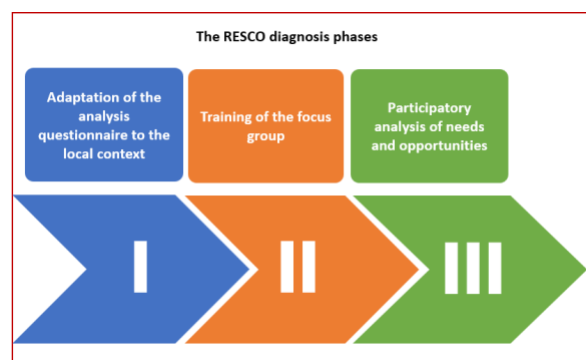 The RESCO diagnosis phases
Adaptation of the
analysis
questionnaire to the
local context
Training of the focus
group
Participatory
analysis of needs
and opportunities
I
II
III